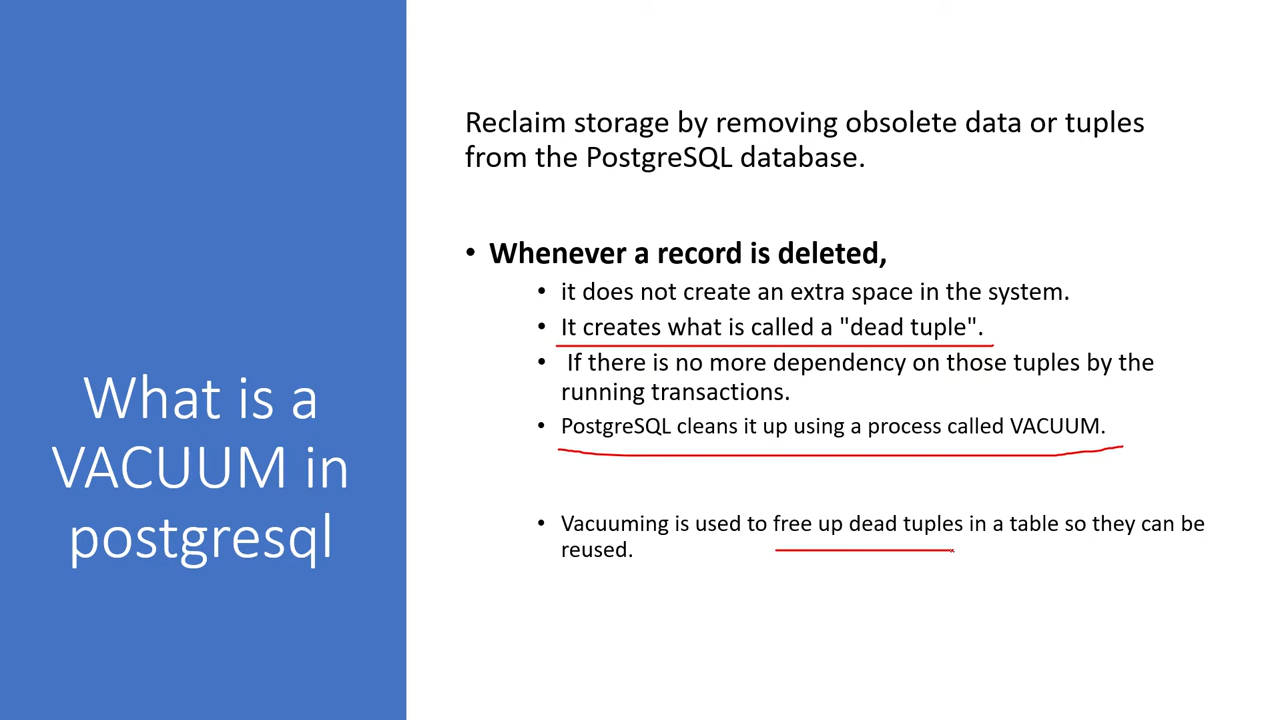 What is a
VACUUM in
postgresql
Reclaim storage by removing obsolete data or tuples
from the PostgreSQL database.
• Whenever a record is deleted,
• it does not create an extra space in the system.
• It creates what is called a "dead tuple".
• If there is no more dependency on those tuples by the
running transactions.
• PostgreSQL cleans it up using a process called VACUUM.
• Vacuuming is used to free up dead tuples in a table so they can be
reused.